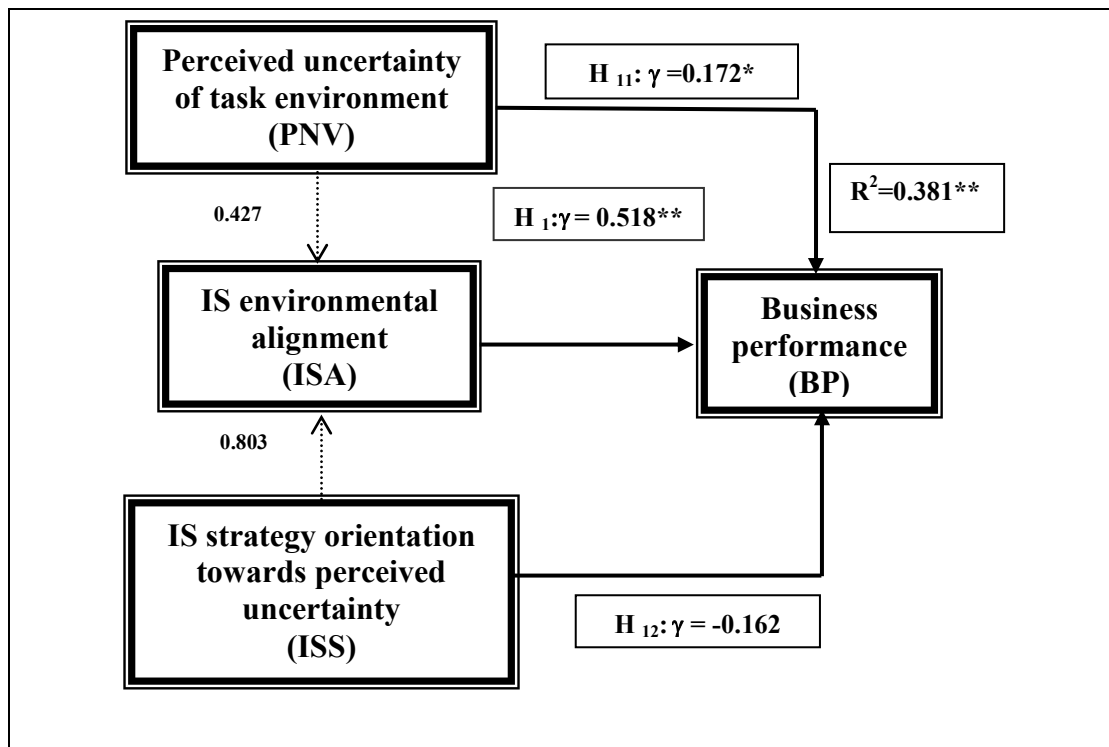 Perceived uncertainty
of task environment
(PNV)
H 11: γ =0.172*
R²=0.381**
0.427
H 1:γ = 0.518**
IS environmental
alignment
(ISA)
Business
performance
(BP)
0.803
IS strategy orientation
towards perceived
uncertainty
(ISS)
H 12: γ = -0.162